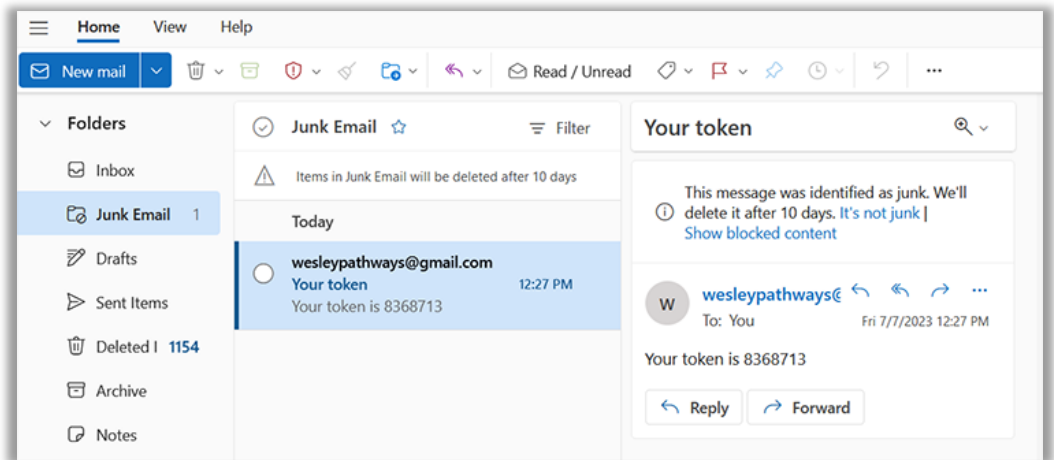 Home View Help
New mail Read / Unread ...
Folders
Inbox
Junk Email 1
Drafts
Sent Items
Deleted I 1154
Archive
Notes
Junk Email Filter
Items in Junk Email will be deleted after 10 days
Today
wesleypathways@gmail.com
Your token 12:27 PM
Your token is 8368713
Your token
This message was identified as junk. We'll
delete it after 10 days. It's not junk |
Show blocked content
W
wesleypathways@ ...
To: You Fri 7/7/2023 12:27 PM
Your token is 8368713
Reply Forward